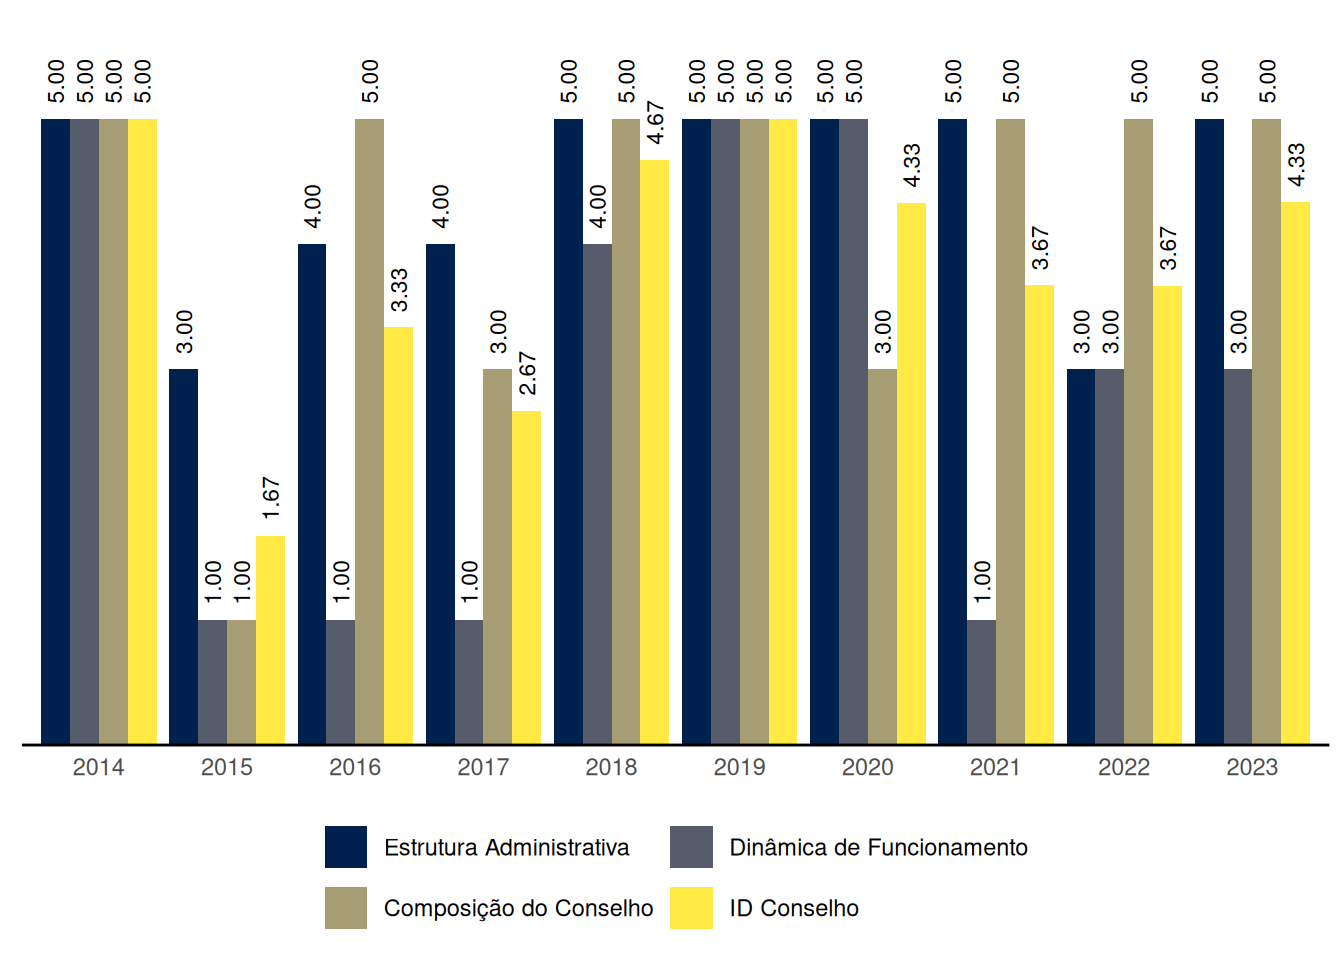 5.00 5.00 5.00 5.00 3.00 1.00 1.00 1.67 4.00 1.00 5.00 3.33 4.00 1.00 3.00 2.67 5.00 4.00 5.00 4.67 5.00 5.00 5.00 5.00 5.00 5.00 3.00 4.33 5.00 1.00 5.00 3.67 3.00 3.00 5.00 3.67 5.00 3.00 5.00 4.33
2014 2015 2016 2017 2018 2019 2020 2021 2022 2023
Estrutura Administrativa Dinâmica de Funcionamento
Composição do Conselho ID Conselho